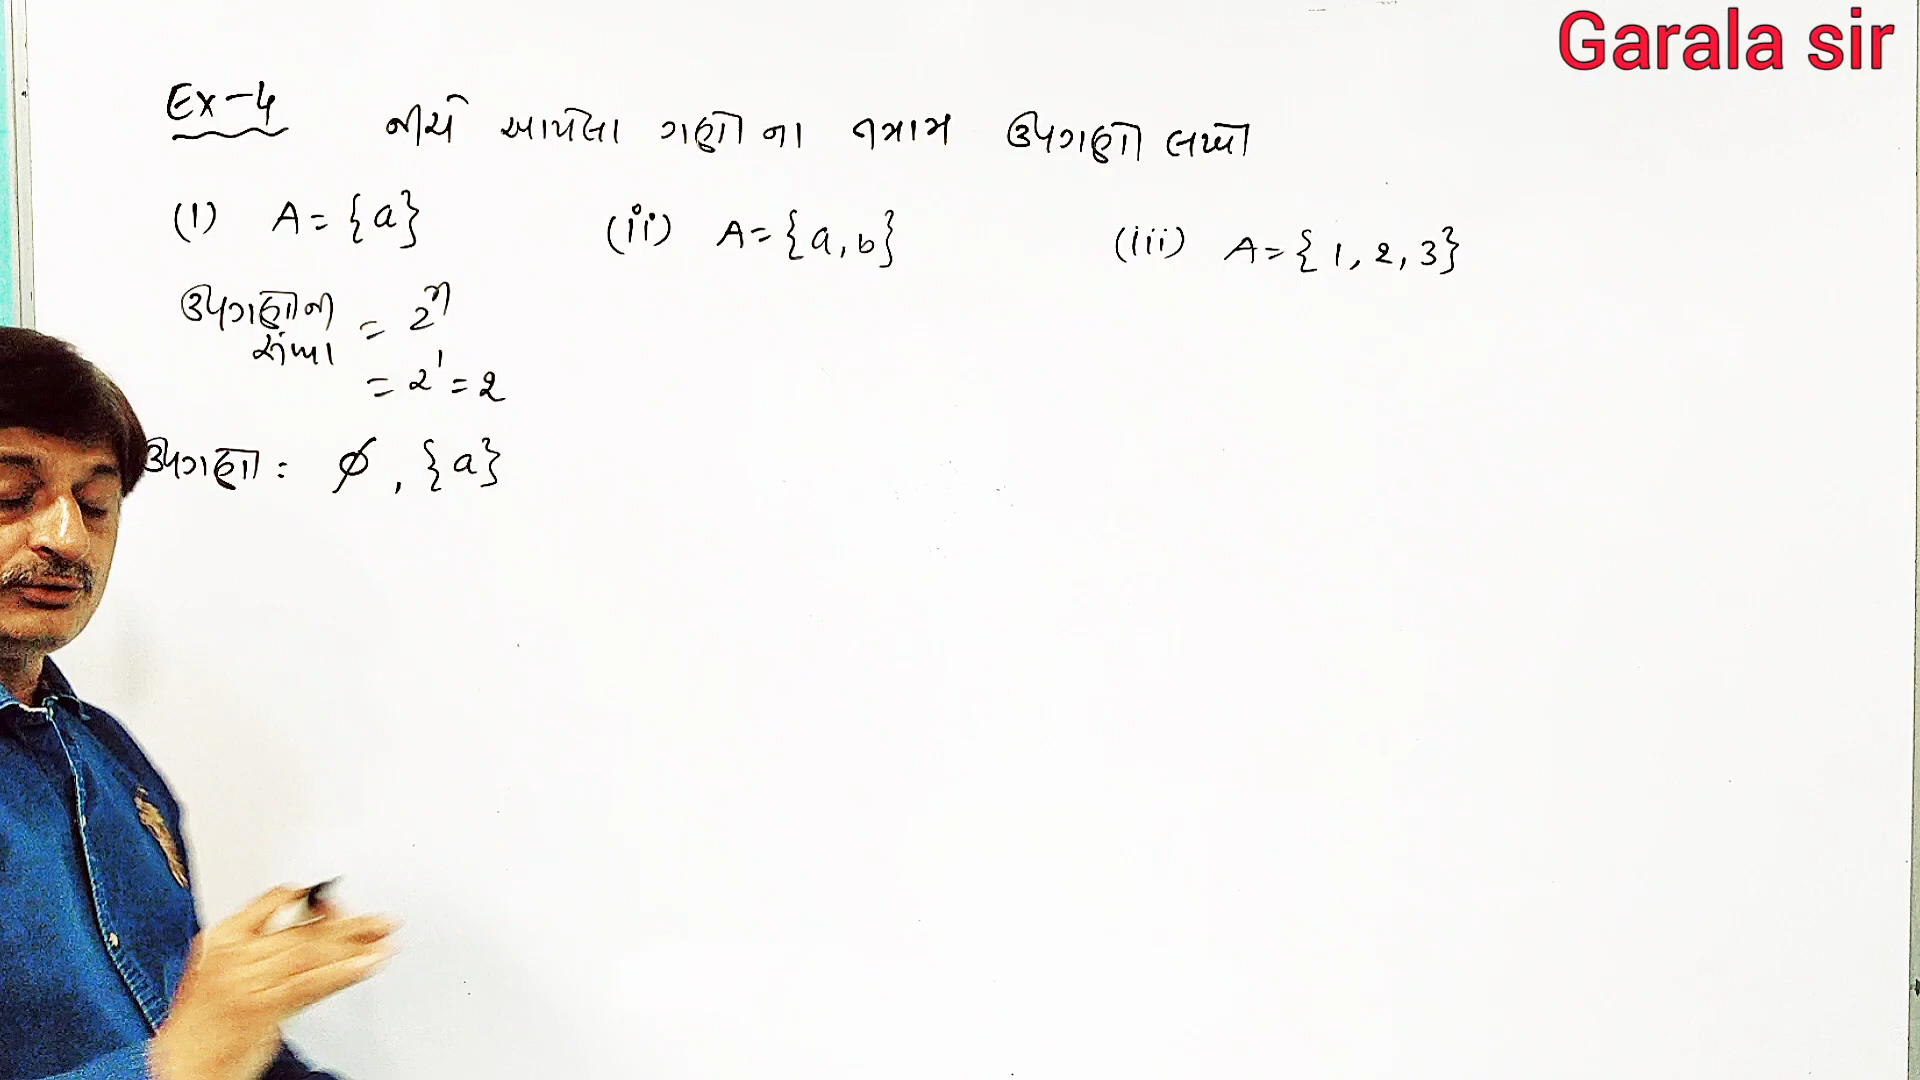 Garala sir
Ex-4 નીચે આપેલા ગણોના તમામ ઉપગણો લખો
(i) A = {a} (ii) A = {a, b} (iii) A = {1, 2, 3}
ઉપગણોની સંખ્યા = 2ⁿ
= 2¹ = 2
ઉપગણો : ∅ , {a}